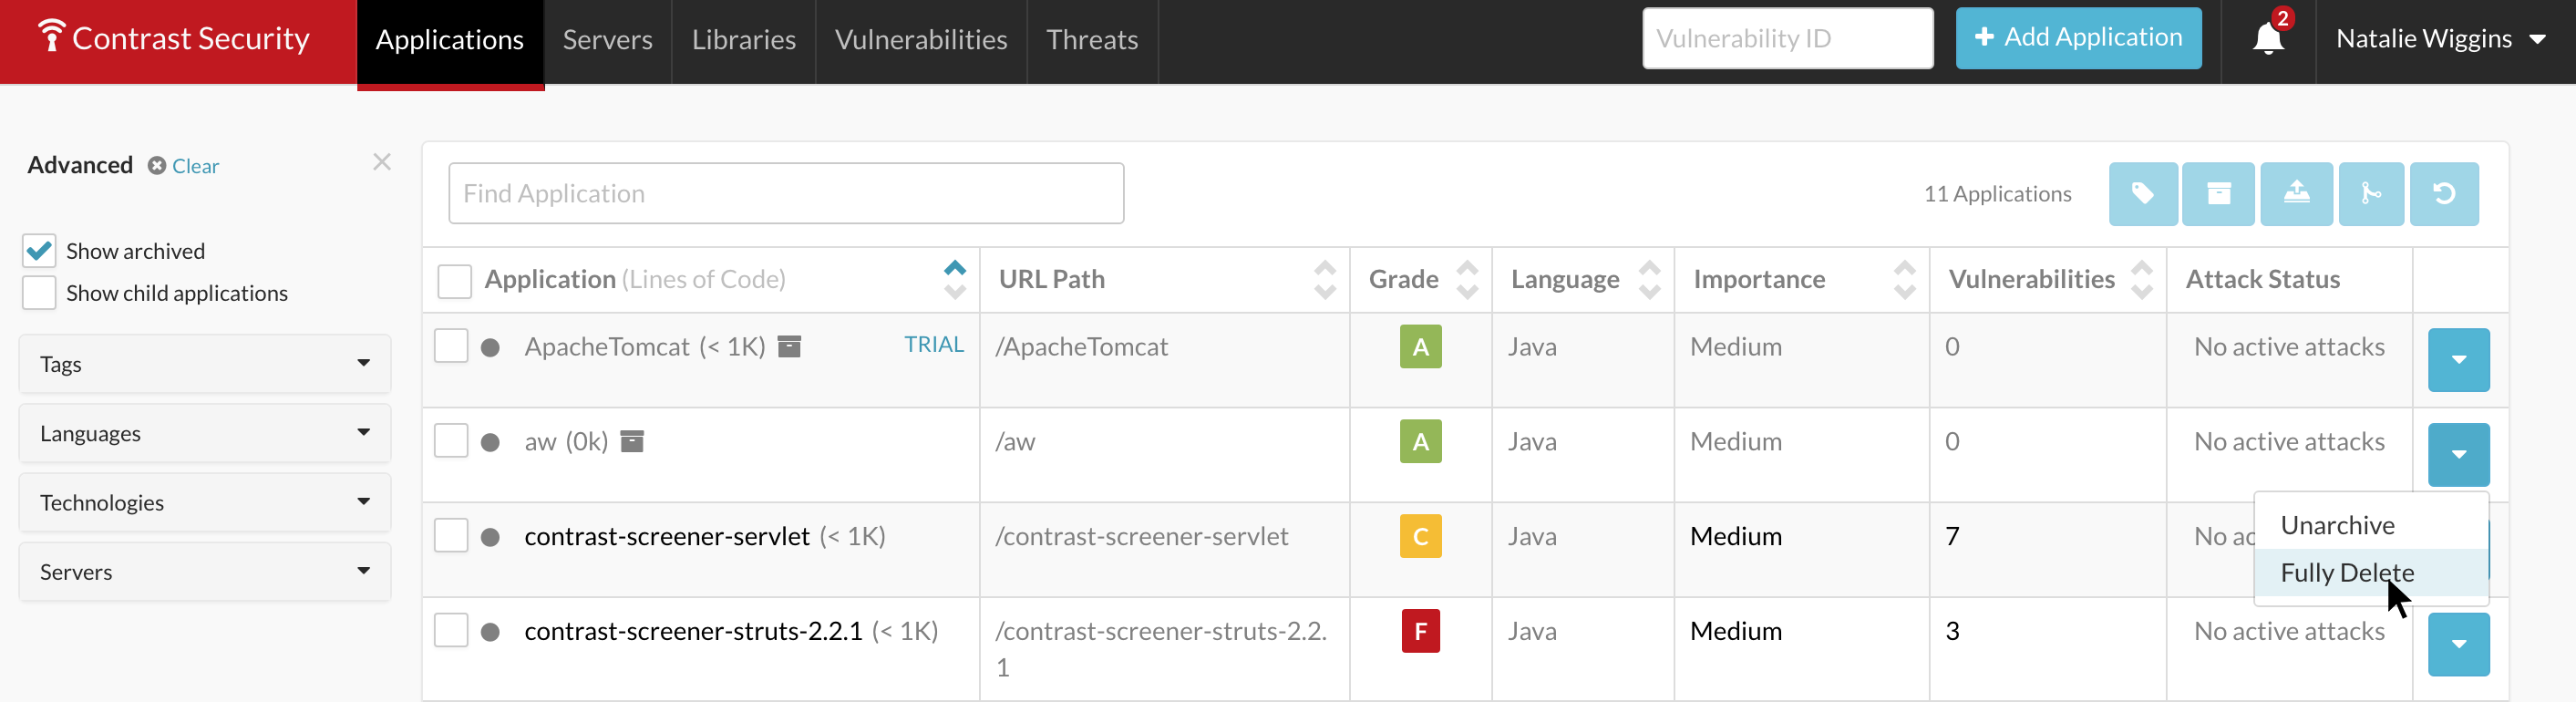 Contrast Security
Applications
Servers
Libraries
Vulnerabilities
Threats
Vulnerability ID
+ Add Application
2
Natalie Wiggins
Advanced
Clear
Show archived
Show child applications
Tags
Languages
Technologies
Servers
Find Application
11 Applications
Application (Lines of Code)
URL Path
Grade
Language
Importance
Vulnerabilities
Attack Status
ApacheTomcat (< 1K)
TRIAL
/ApacheTomcat
A
Java
Medium
0
No active attacks
aw (0k)
/aw
A
Java
Medium
0
No active attacks
contrast-screener-servlet (< 1K)
/contrast-screener-servlet
C
Java
Medium
7
No ac
Unarchive
Fully Delete
contrast-screener-struts-2.2.1 (< 1K)
/contrast-screener-struts-2.2.
1
F
Java
Medium
3
No active attacks